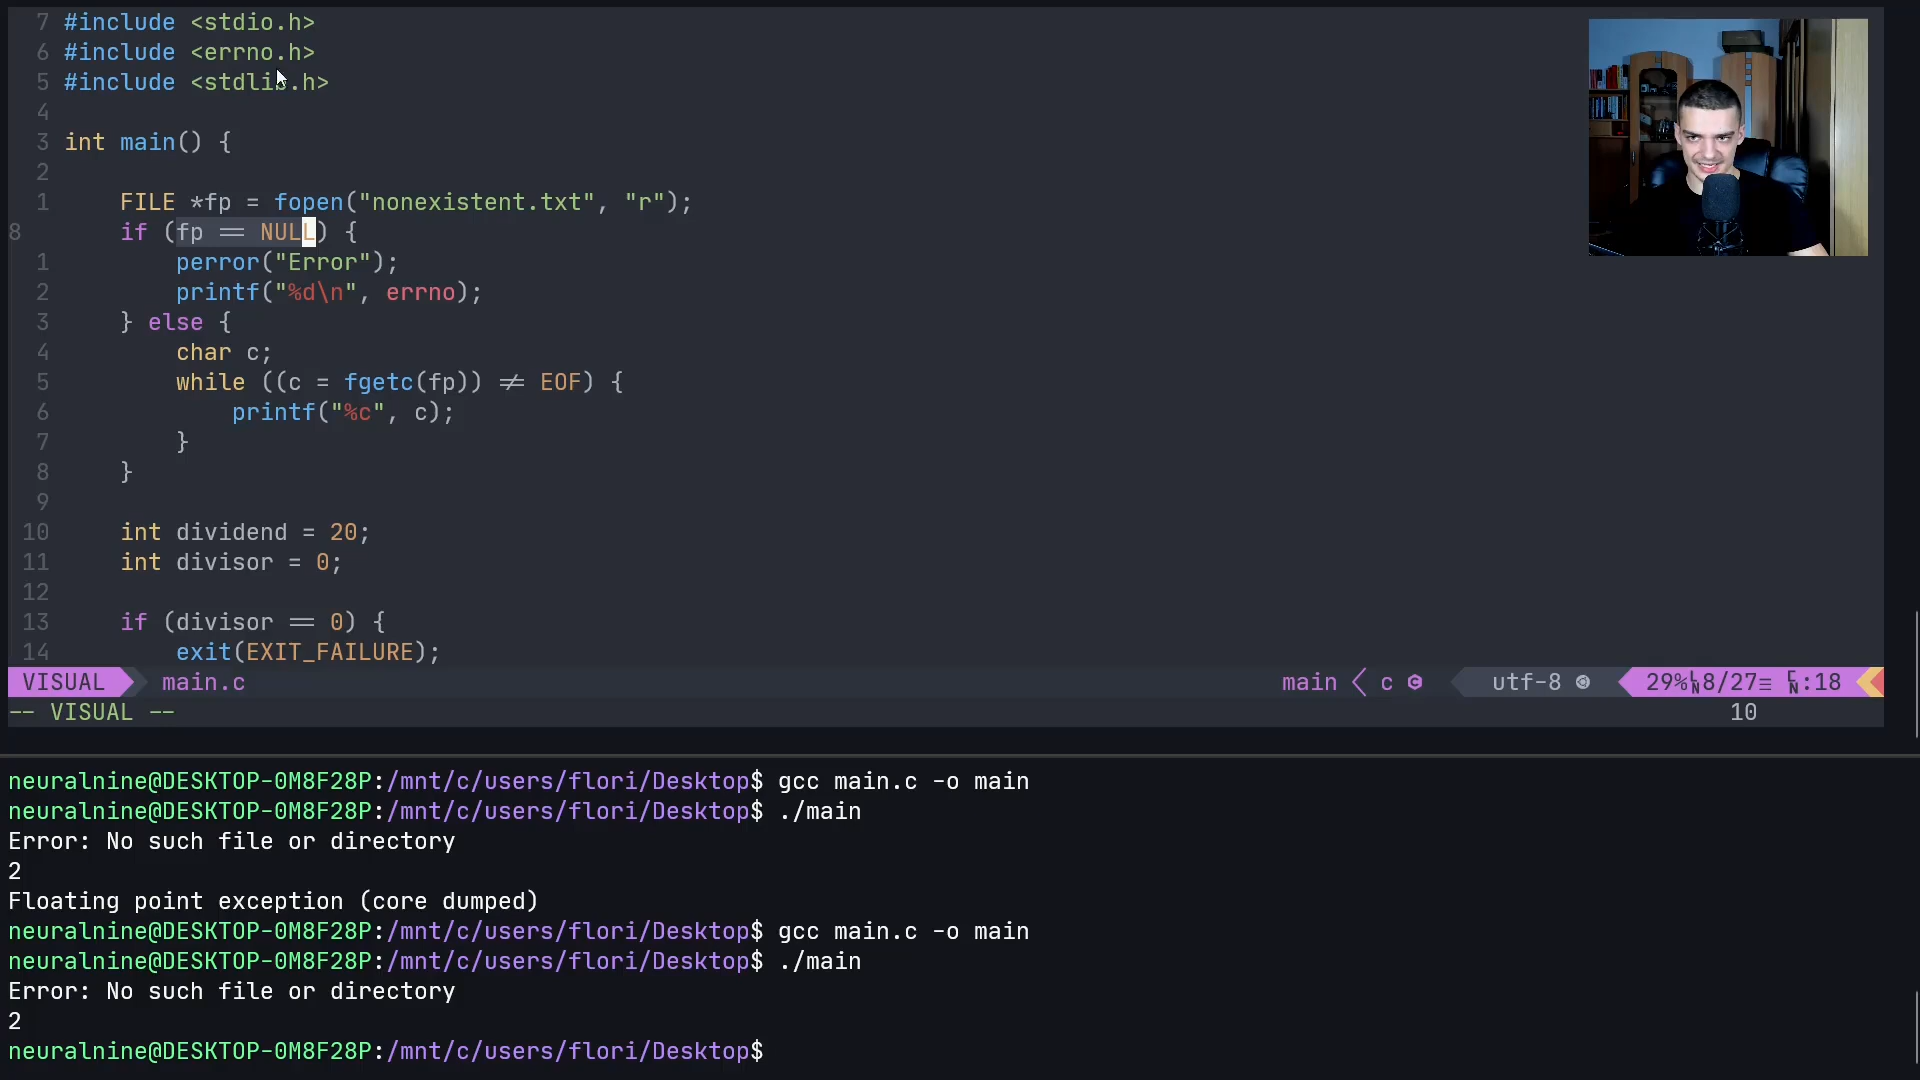 7 #include <stdio.h>
6 #include <errno.h>
5 #include <stdlib.h>
4
3 int main() {
2
1     FILE *fp = fopen("nonexistent.txt", "r");
8     if (fp == NULL) {
1         perror("Error");
2         printf("%d\n", errno);
3     } else {
4         char c;
5         while ((c = fgetc(fp)) ≠ EOF) {
6             printf("%c", c);
7         }
8     }
9
10     int dividend = 20;
11     int divisor = 0;
12
13     if (divisor == 0) {
14         exit(EXIT_FAILURE);
VISUAL main.c main c utf-8 29% LN 8/27≡ CN:18
-- VISUAL -- 10
neuralnine@DESKTOP-0M8F28P:/mnt/c/users/flori/Desktop$ gcc main.c -o main
neuralnine@DESKTOP-0M8F28P:/mnt/c/users/flori/Desktop$ ./main
Error: No such file or directory
2
Floating point exception (core dumped)
neuralnine@DESKTOP-0M8F28P:/mnt/c/users/flori/Desktop$ gcc main.c -o main
neuralnine@DESKTOP-0M8F28P:/mnt/c/users/flori/Desktop$ ./main
Error: No such file or directory
2
neuralnine@DESKTOP-0M8F28P:/mnt/c/users/flori/Desktop$